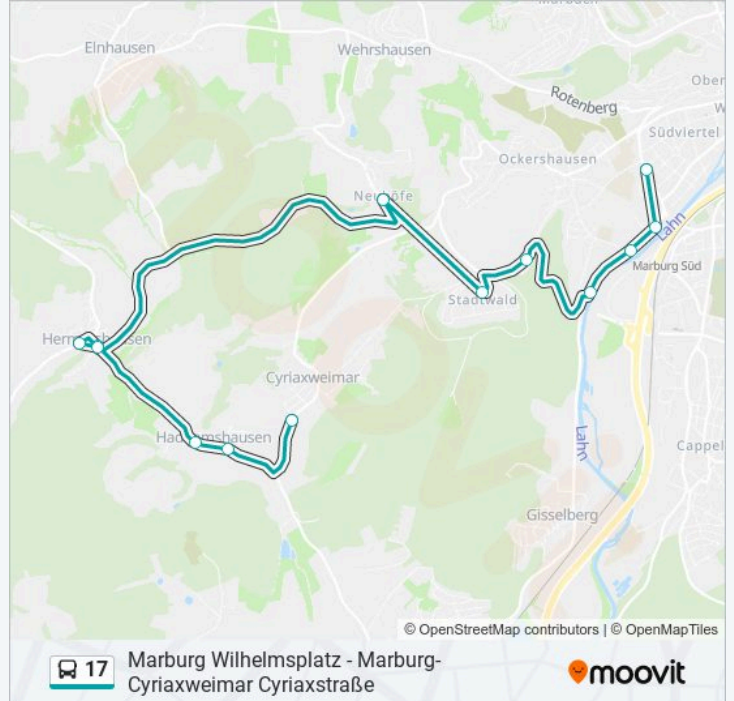 Elnhausen
Wehrshausen
Rotenberg
Ober
Südviertel
Ockershausen
Neuhöfe
Lahn
Marburg Süd
Stadtwald
Cyriaxweimar
Lahn
Cappel
Gisselberg
© OpenStreetMap contributors | © OpenMapTiles
17
Marburg Wilhelmsplatz - Marburg-
Cyriaxweimar Cyriaxstraße
moovit